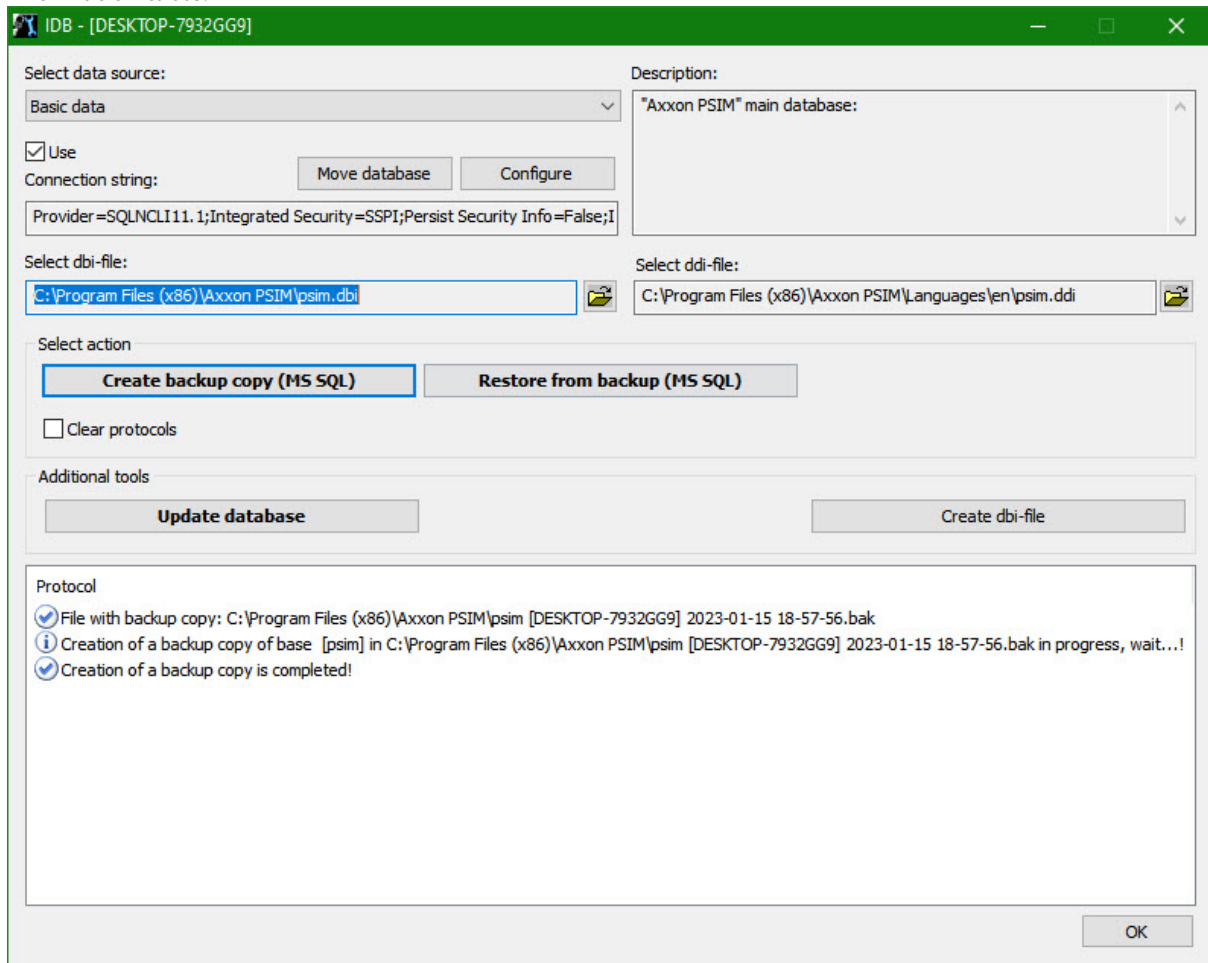 IDB - [DESKTOP-7932GG9]
Select data source:
Description:
Basic data
"Axxon PSIM" main database:
Use
Connection string:
Move database
Configure
Provider=SQLNCLI11.1;Integrated Security=SSPI;Persist Security Info=False;I
Select dbi-file:
Select ddi-file:
C:\Program Files (x86)\Axxon PSIM\psim.dbi
C:\Program Files (x86)\Axxon PSIM\Languages\en\psim.ddi
Select action
Create backup copy (MS SQL)
Restore from backup (MS SQL)
Clear protocols
Additional tools
Update database
Create dbi-file
Protocol
File with backup copy: C:\Program Files (x86)\Axxon PSIM\psim [DESKTOP-7932GG9] 2023-01-15 18-57-56.bak
Creation of a backup copy of base [psim] in C:\Program Files (x86)\Axxon PSIM\psim [DESKTOP-7932GG9] 2023-01-15 18-57-56.bak in progress, wait...!
Creation of a backup copy is completed!
OK